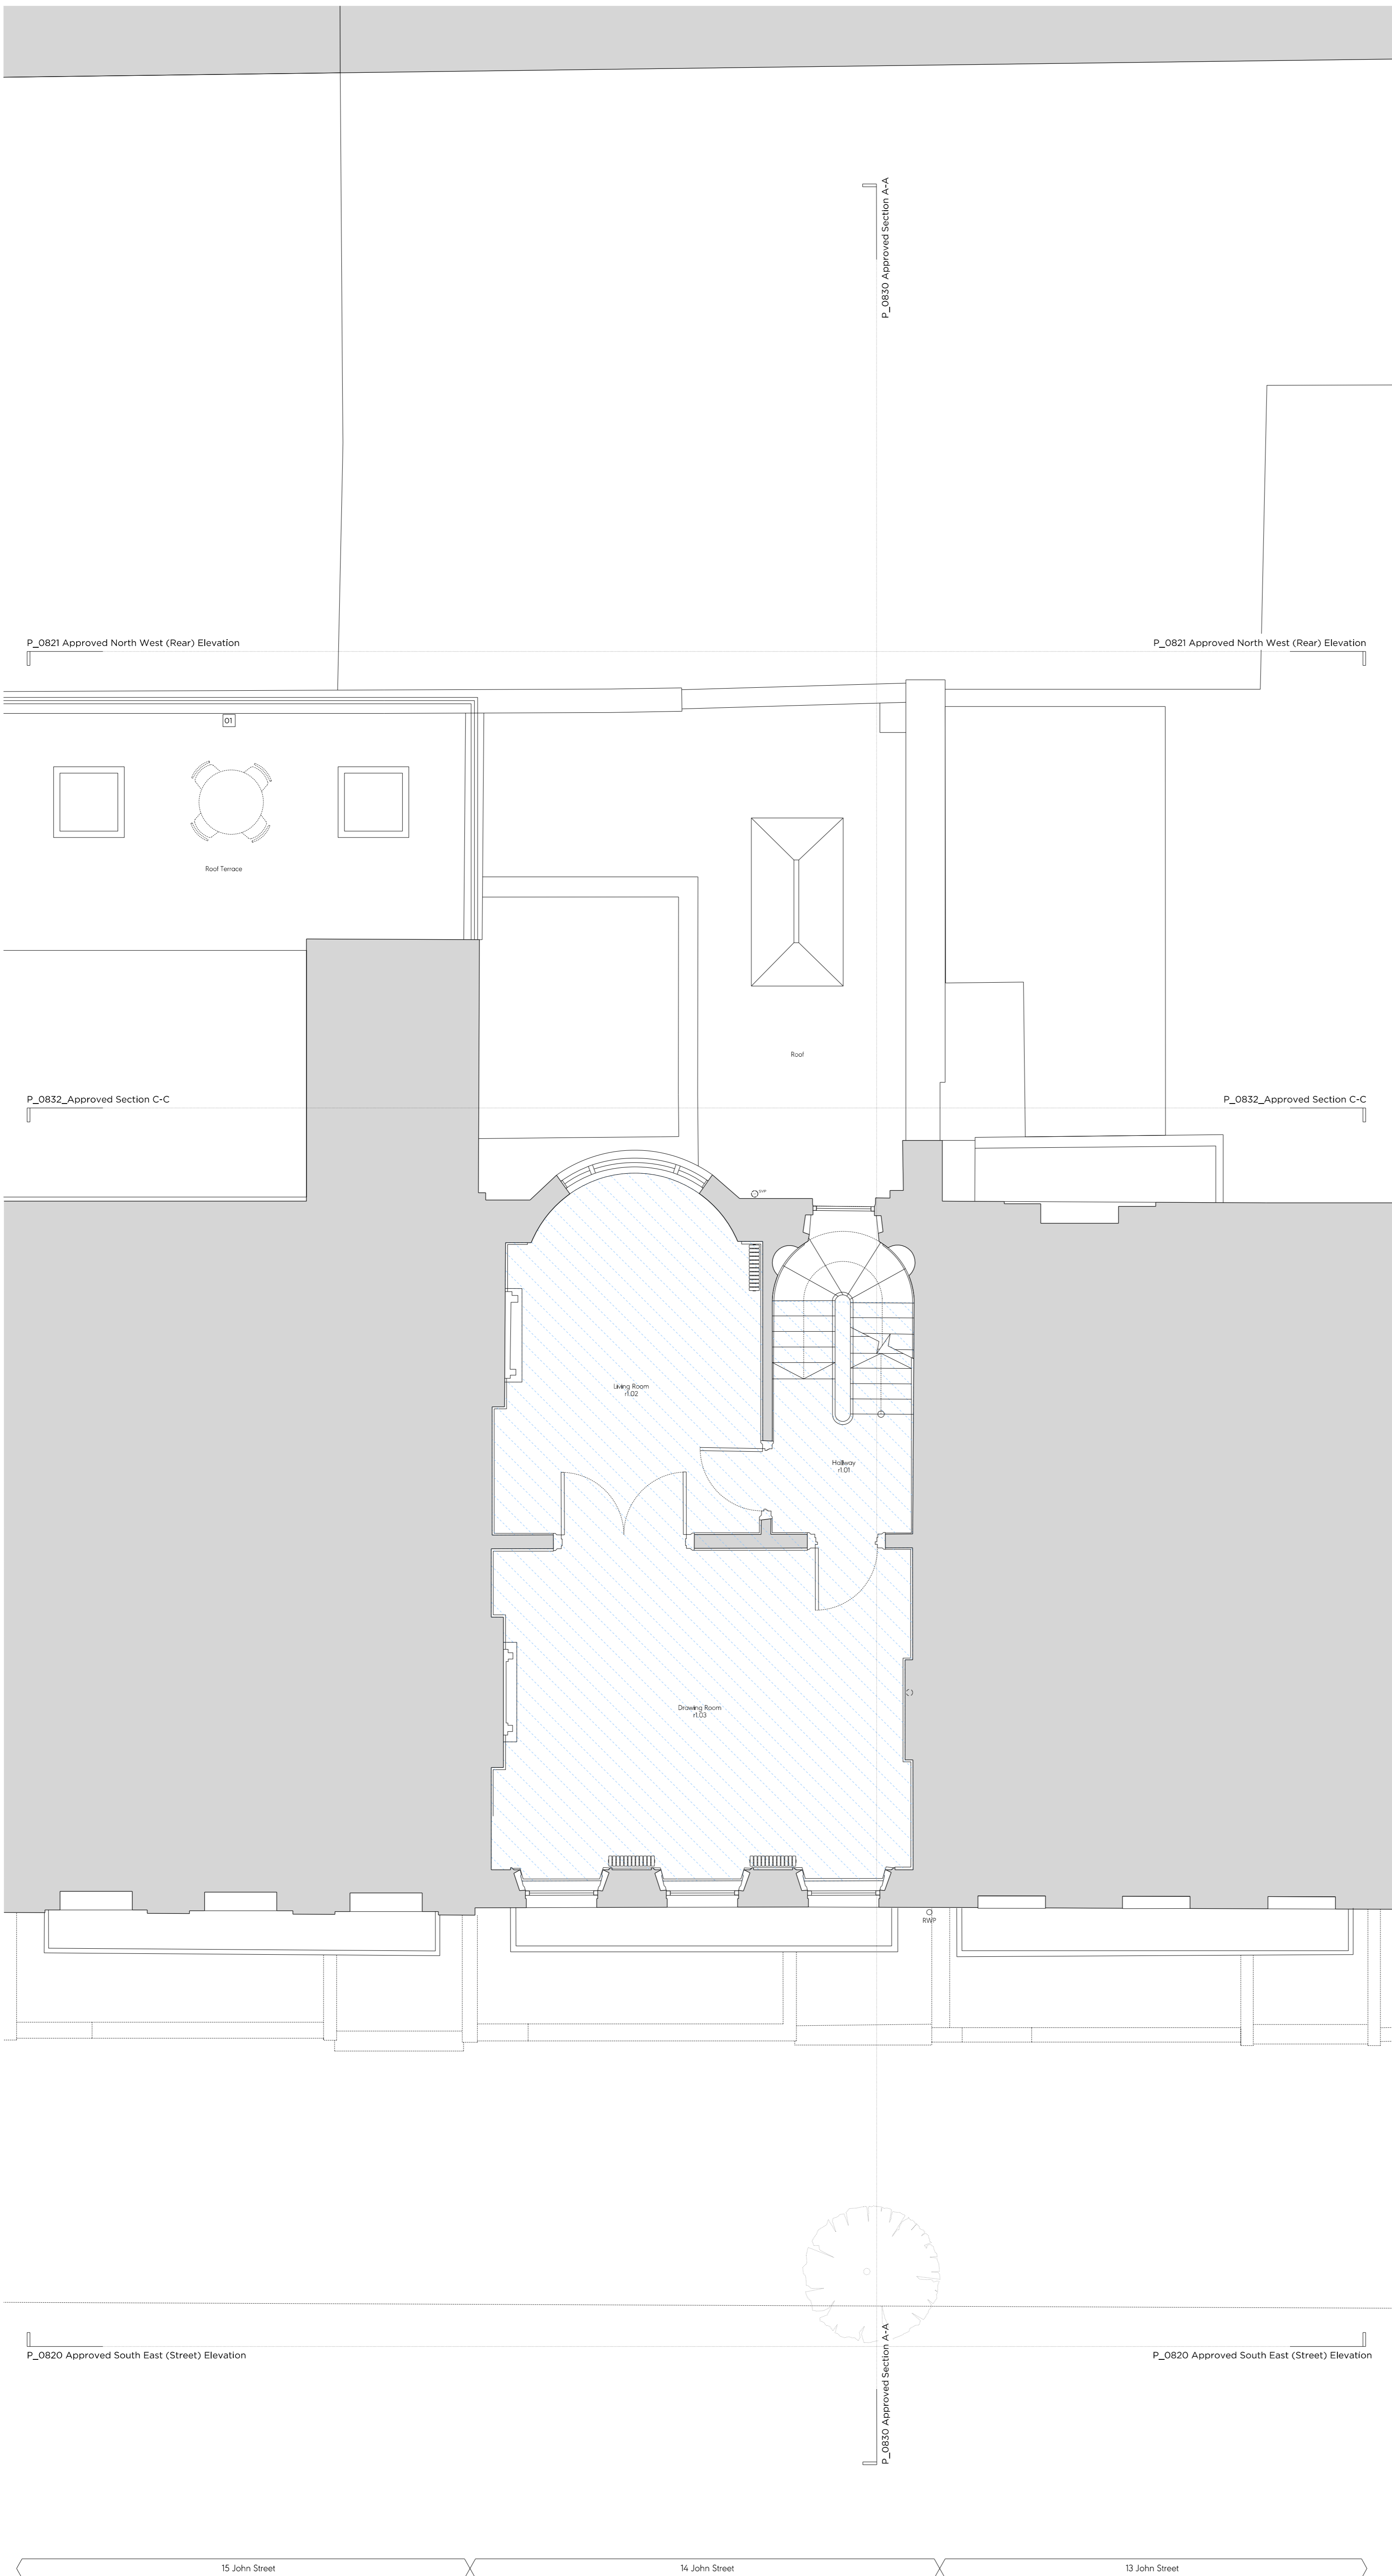 P_0830 Approved Section A-A
P_0821 Approved North West (Rear) Elevation
P_0821 Approved North West (Rear) Elevation
01
Roof Terrace
Roof
P_0832_Approved Section C-C
P_0832_Approved Section C-C
SVP
Living Room
r1.02
Hallway
r1.01
Drawing Room
r1.03
RWP
P_0820 Approved South East (Street) Elevation
P_0820 Approved South East (Street) Elevation
P_0830 Approved Section A-A
15 John Street
14 John Street
13 John Street